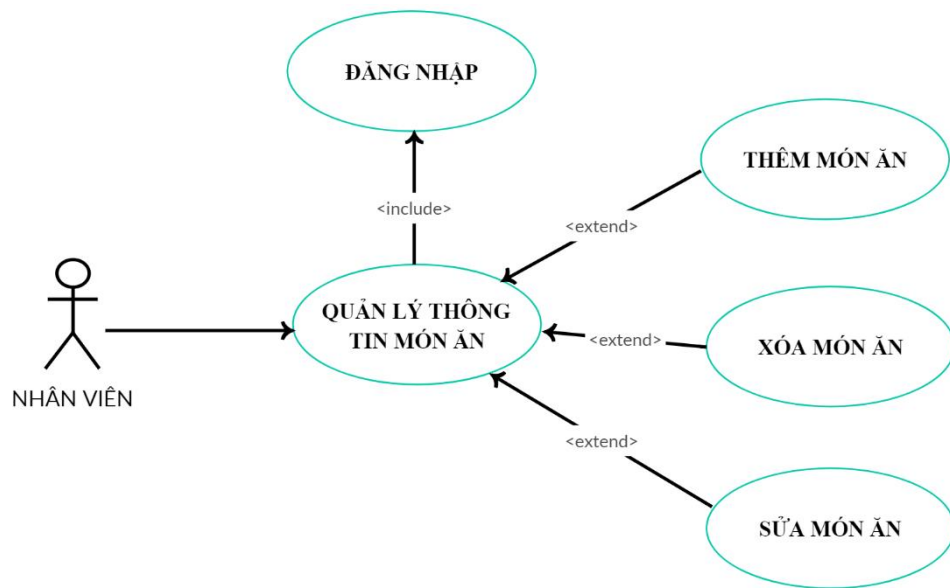 ĐĂNG NHẬP
THÊM MÓN ĂN
<include>
<extend>
QUẢN LÝ THÔNG
TIN MÓN ĂN
<extend>
XÓA MÓN ĂN
NHÂN VIÊN
<extend>
SỬA MÓN ĂN